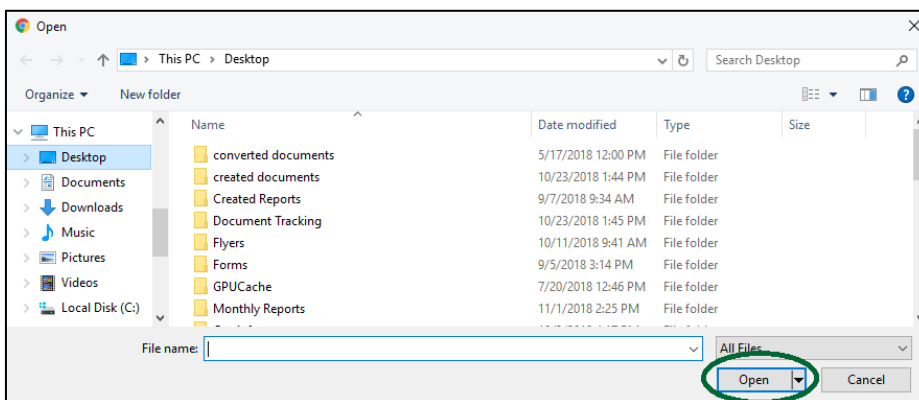 Open
This PC > Desktop
Search Desktop
Organize
New folder
Name Date modified Type Size
This PC
Desktop
Documents
Downloads
Music
Pictures
Videos
Local Disk (C:)
converted documents 5/17/2018 12:00 PM File folder
created documents 10/23/2018 1:44 PM File folder
Created Reports 9/7/2018 9:34 AM File folder
Document Tracking 10/23/2018 1:45 PM File folder
Flyers 10/11/2018 9:41 AM File folder
Forms 9/5/2018 3:14 PM File folder
GPUCache 7/20/2018 12:46 PM File folder
Monthly Reports 11/1/2018 2:25 PM File folder
File name:
All Files
Open
Cancel